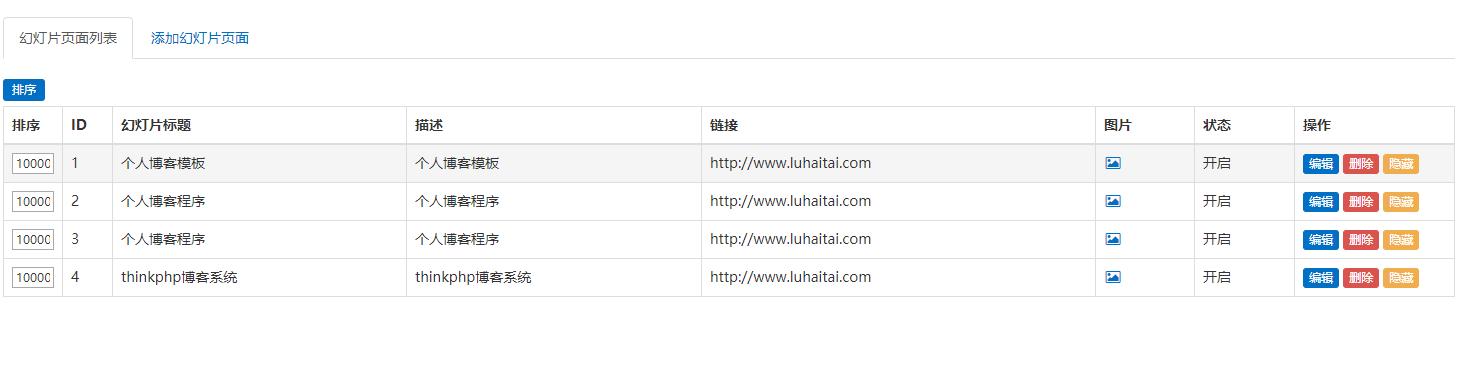 幻灯片页面列表 添加幻灯片页面
排序
排序 ID 幻灯片标题 描述 链接 图片 状态 操作
10000 1 个人博客模板 个人博客模板 http://www.luhaitai.com 开启 编辑 删除 隐藏
10000 2 个人博客程序 个人博客程序 http://www.luhaitai.com 开启 编辑 删除 隐藏
10000 3 个人博客程序 个人博客程序 http://www.luhaitai.com 开启 编辑 删除 隐藏
10000 4 thinkphp博客系统 thinkphp博客系统 http://www.luhaitai.com 开启 编辑 删除 隐藏